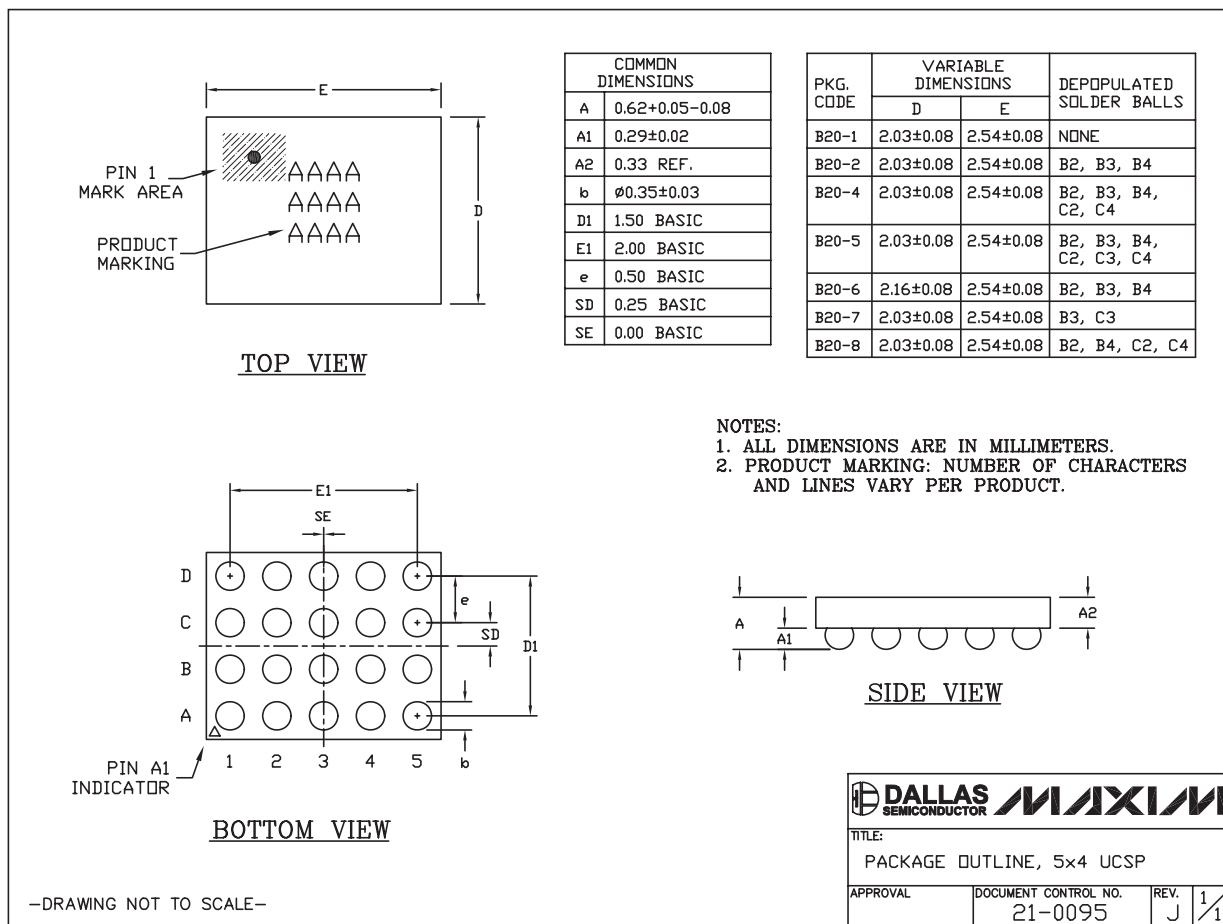 E
PIN 1
MARK AREA
AAAA
AAAA
AAAA
D
PRODUCT
MARKING
TOP VIEW
COMMON
DIMENSIONS
A 0.62+0.05-0.08
A1 0.29±0.02
A2 0.33 REF.
b ø0.35±0.03
D1 1.50 BASIC
E1 2.00 BASIC
e 0.50 BASIC
SD 0.25 BASIC
SE 0.00 BASIC
PKG.
CODE
VARIABLE
DIMENSIONS
D E
DEPOPULATED
SOLDER BALLS
B20-1 2.03±0.08 2.54±0.08 NONE
B20-2 2.03±0.08 2.54±0.08 B2, B3, B4
B20-4 2.03±0.08 2.54±0.08 B2, B3, B4,
C2, C4
B20-5 2.03±0.08 2.54±0.08 B2, B3, B4,
C2, C3, C4
B20-6 2.16±0.08 2.54±0.08 B2, B3, B4
B20-7 2.03±0.08 2.54±0.08 B3, C3
B20-8 2.03±0.08 2.54±0.08 B2, B4, C2, C4
NOTES:
1. ALL DIMENSIONS ARE IN MILLIMETERS.
2. PRODUCT MARKING: NUMBER OF CHARACTERS
AND LINES VARY PER PRODUCT.
E1
SE
D
C
B
A
e
SD
D1
b
1 2 3 4 5
PIN A1
INDICATOR
BOTTOM VIEW
A
A1
A2
SIDE VIEW
DALLAS
SEMICONDUCTOR
MAXIM
TITLE:
PACKAGE OUTLINE, 5x4 UCSP
APPROVAL
DOCUMENT CONTROL NO.
21-0095
REV.
J
1/1
-DRAWING NOT TO SCALE-